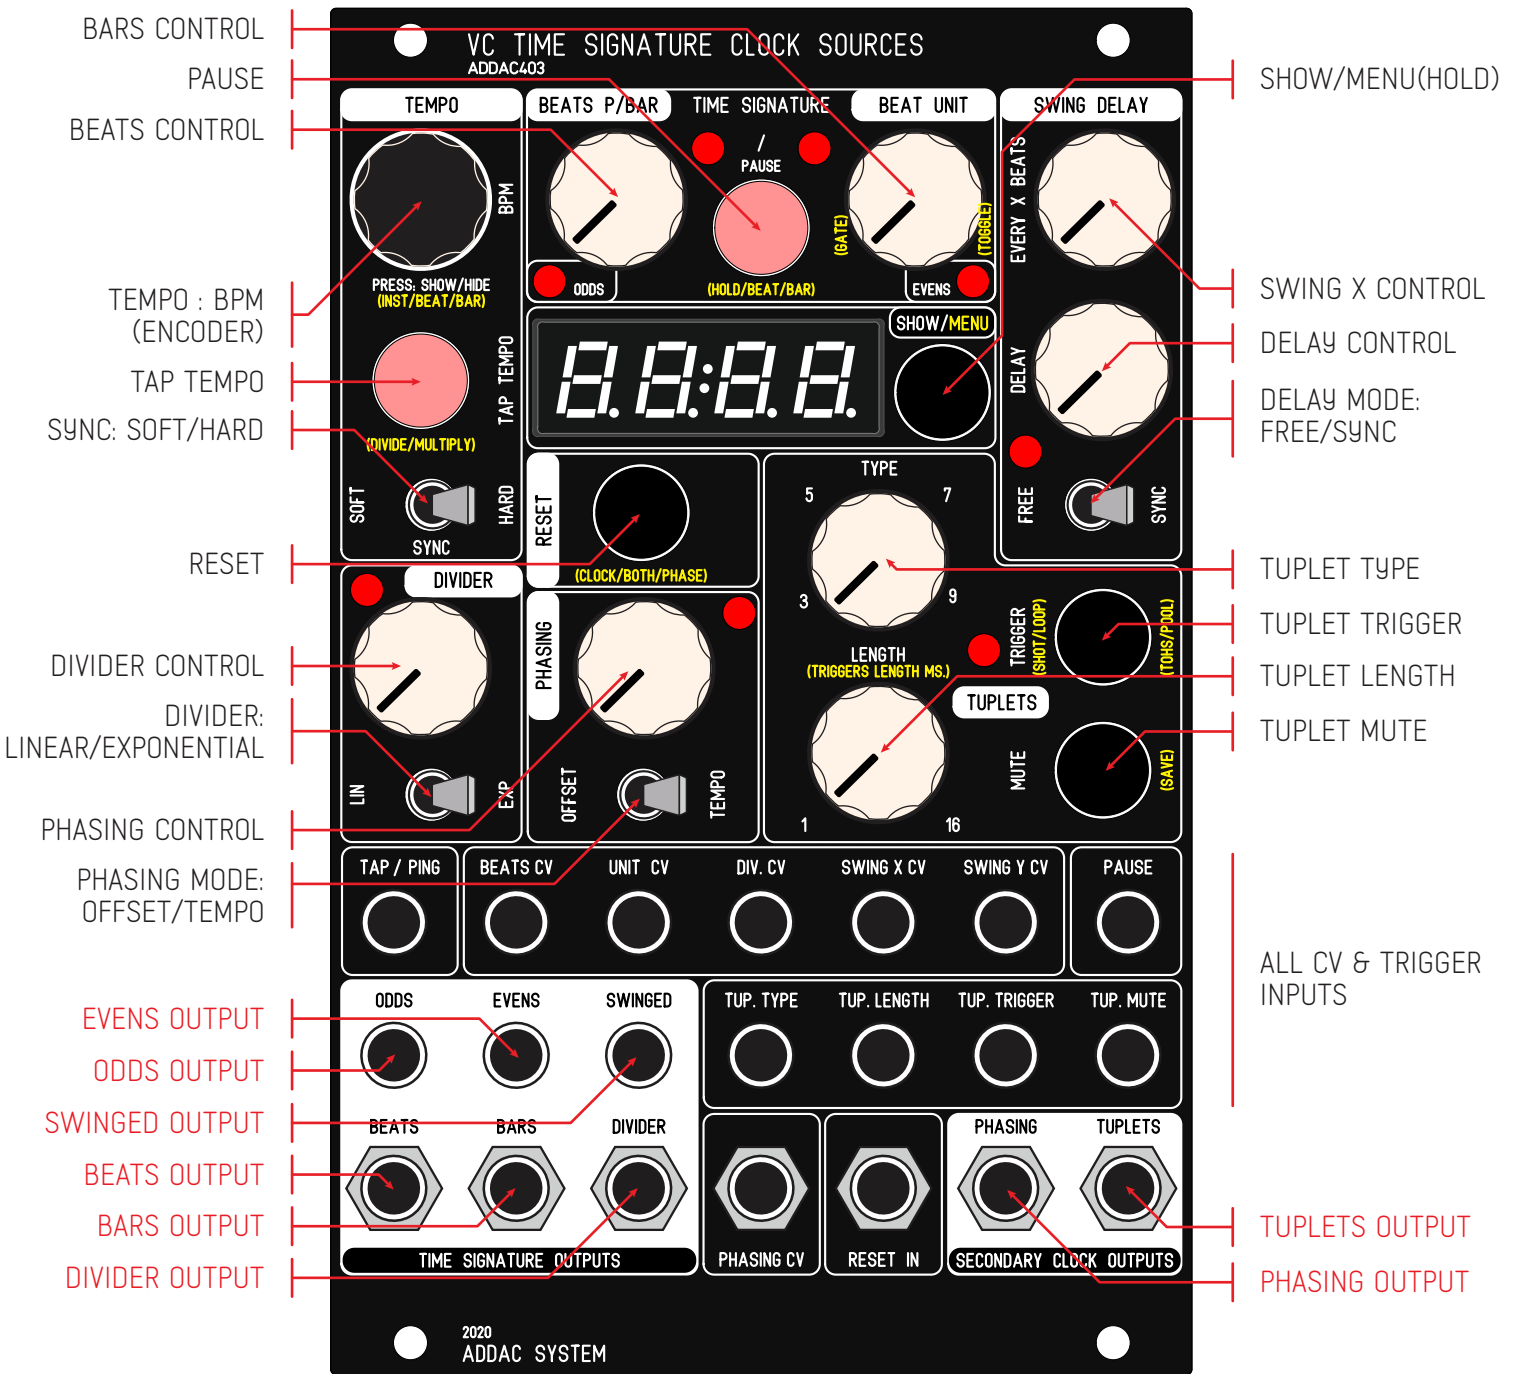 BARS CONTROL
PAUSE
BEATS CONTROL
TEMPO : BPM
(ENCODER)
TAP TEMPO
SYNC: SOFT/HARD
RESET
DIVIDER CONTROL
DIVIDER:
LINEAR/EXPONENTIAL
PHASING CONTROL
PHASING MODE:
OFFSET/TEMPO
EVENS OUTPUT
ODDS OUTPUT
SWINGED OUTPUT
BEATS OUTPUT
BARS OUTPUT
DIVIDER OUTPUT
VC TIME SIGNATURE CLOCK SOURCES
ADDAC403
TEMPO
BPM
PRESS: SHOW/HIDE
(INST/BEAT/BAR)
TAP TEMPO
(DIVIDE/MULTIPLY)
SOFT
HARD
SYNC
BEATS P/BAR
TIME SIGNATURE
/
PAUSE
BEAT UNIT
(GATE)
(TOGGLE)
ODDS
(HOLD/BEAT/BAR)
EVENS
SHOW/MENU
88:88
SWING DELAY
EVERY X BEATS
DELAY
FREE
SYNC
RESET
(CLOCK/BOTH/PHASE)
DIVIDER
LIN
EXP
PHASING
OFFSET
TEMPO
TYPE
5
7
3
9
LENGTH
(TRIGGERS LENGTH MS.)
1
16
TUPLETS
TRIGGER
(SHOT/LOOP)
(TOHS/POOL)
MUTE
(SAVE)
TAP / PING
BEATS CV
UNIT CV
DIV. CV
SWING X CV
SWING Y CV
PAUSE
ODDS
EVENS
SWINGED
TUP. TYPE
TUP. LENGTH
TUP. TRIGGER
TUP. MUTE
BEATS
BARS
DIVIDER
PHASING
TUPLETS
TIME SIGNATURE OUTPUTS
PHASING CV
RESET IN
SECONDARY CLOCK OUTPUTS
2020
ADDAC SYSTEM
SHOW/MENU(HOLD)
SWING X CONTROL
DELAY CONTROL
DELAY MODE:
FREE/SYNC
TUPLET TYPE
TUPLET TRIGGER
TUPLET LENGTH
TUPLET MUTE
ALL CV & TRIGGER
INPUTS
TUPLETS OUTPUT
PHASING OUTPUT